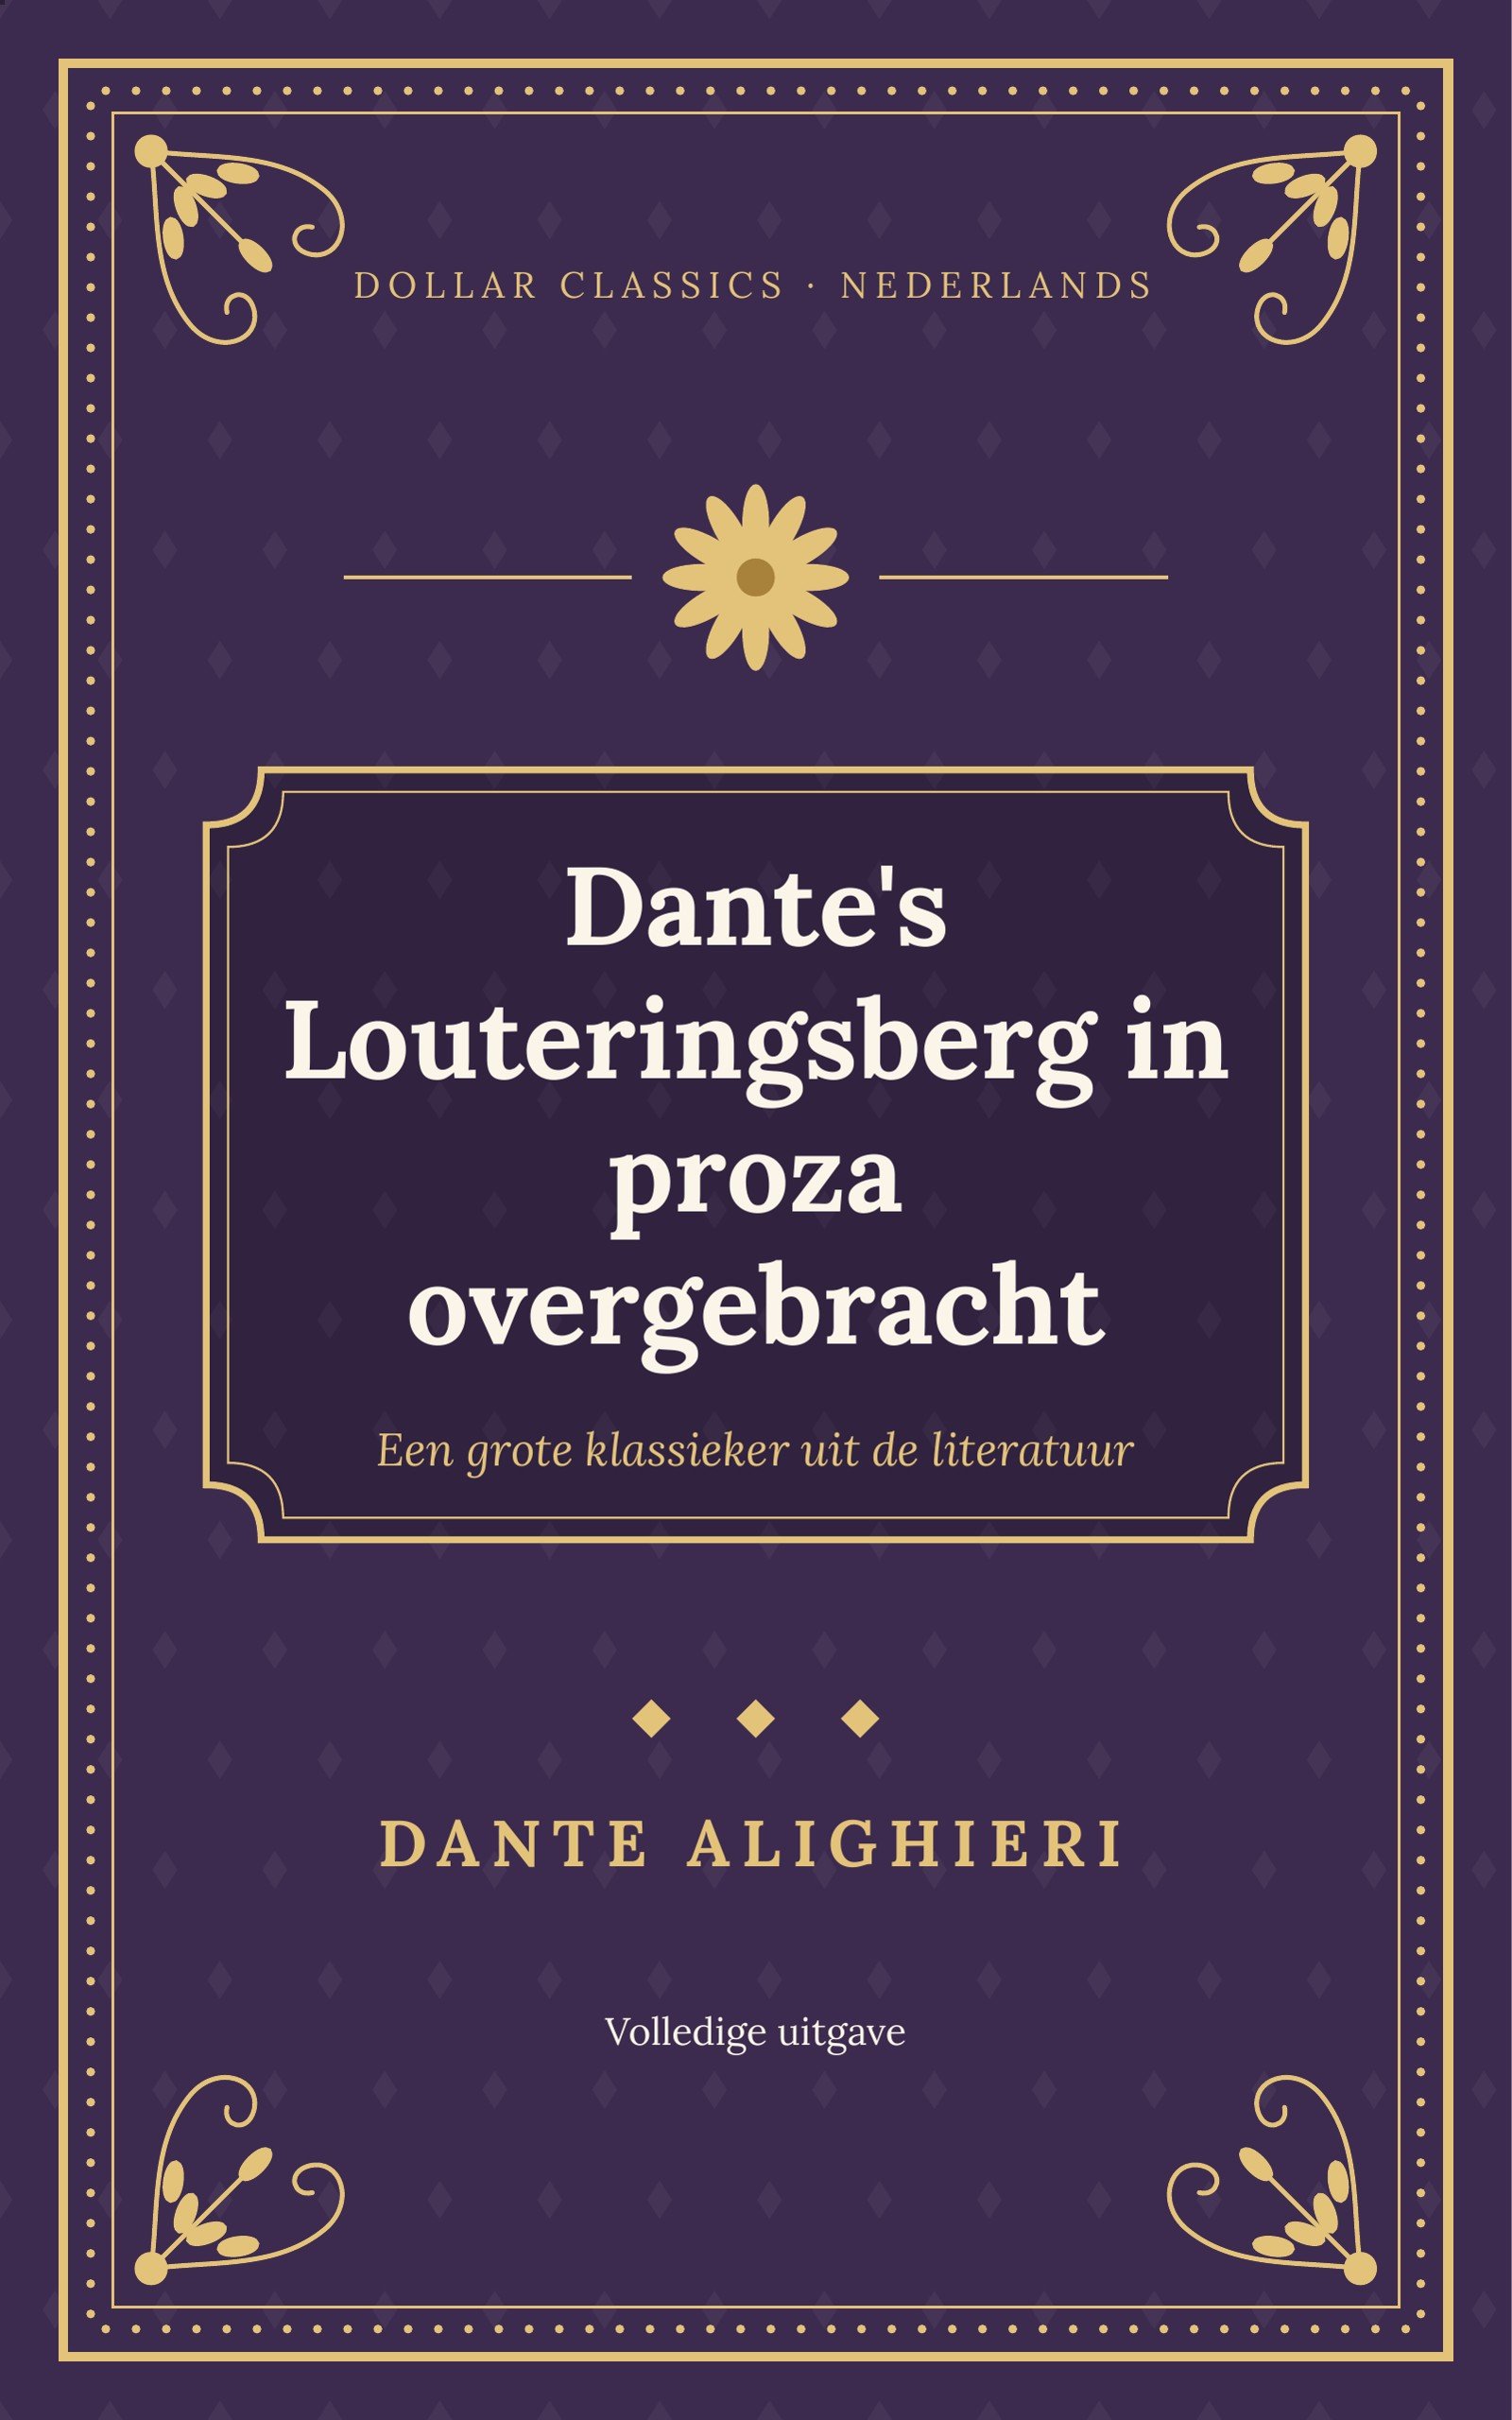 DOLLAR CLASSICS · NEDERLANDS
Dante's
Louteringsberg in
proza
overgebracht
Een grote klassieker uit de literatuur
DANTE ALIGHIERI
Volledige uitgave